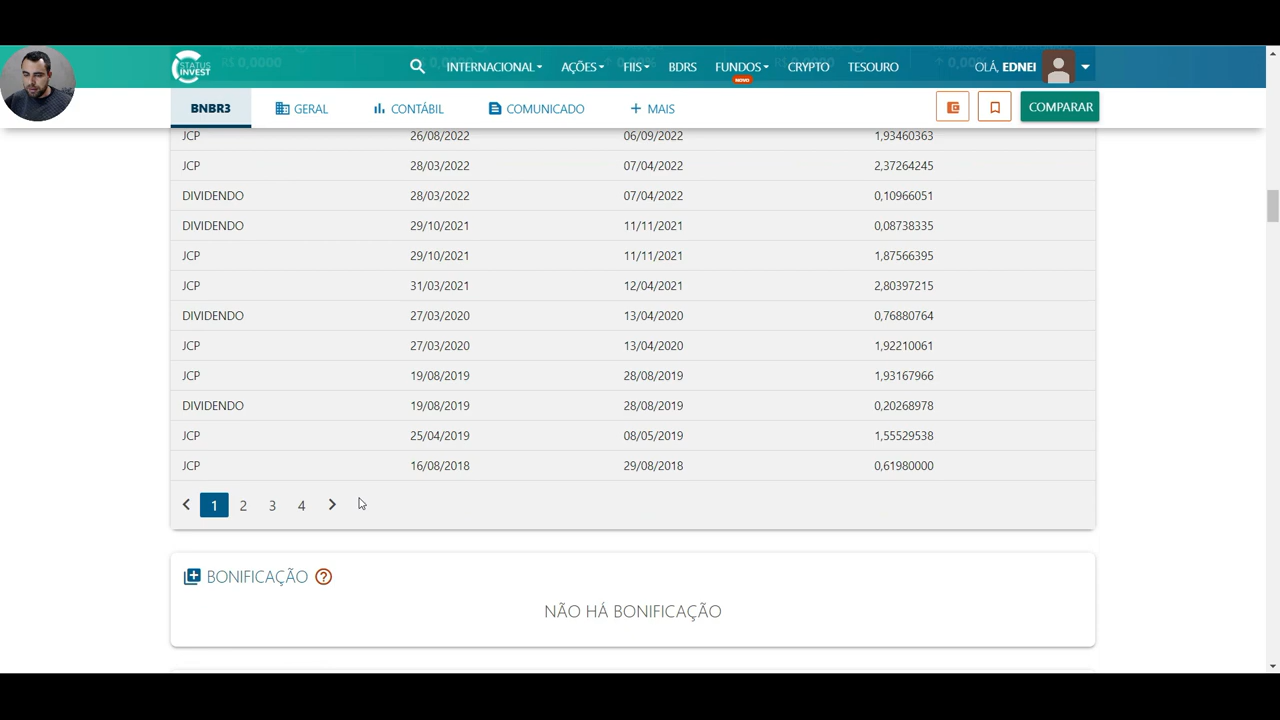 STATUS INVEST
INTERNACIONAL AÇÕES FIIS BDRS FUNDOS CRYPTO TESOURO OLÁ, EDNEI
NOVO
BNBR3 GERAL CONTÁBIL COMUNICADO + MAIS COMPARAR
JCP 26/08/2022 06/09/2022 1,93460363
JCP 28/03/2022 07/04/2022 2,37264245
DIVIDENDO 28/03/2022 07/04/2022 0,10966051
DIVIDENDO 29/10/2021 11/11/2021 0,08738335
JCP 29/10/2021 11/11/2021 1,87566395
JCP 31/03/2021 12/04/2021 2,80397215
DIVIDENDO 27/03/2020 13/04/2020 0,76880764
JCP 27/03/2020 13/04/2020 1,92210061
JCP 19/08/2019 28/08/2019 1,93167966
DIVIDENDO 19/08/2019 28/08/2019 0,20268978
JCP 25/04/2019 08/05/2019 1,55529538
JCP 16/08/2018 29/08/2018 0,61980000
1 2 3 4
BONIFICAÇÃO ?
NÃO HÁ BONIFICAÇÃO